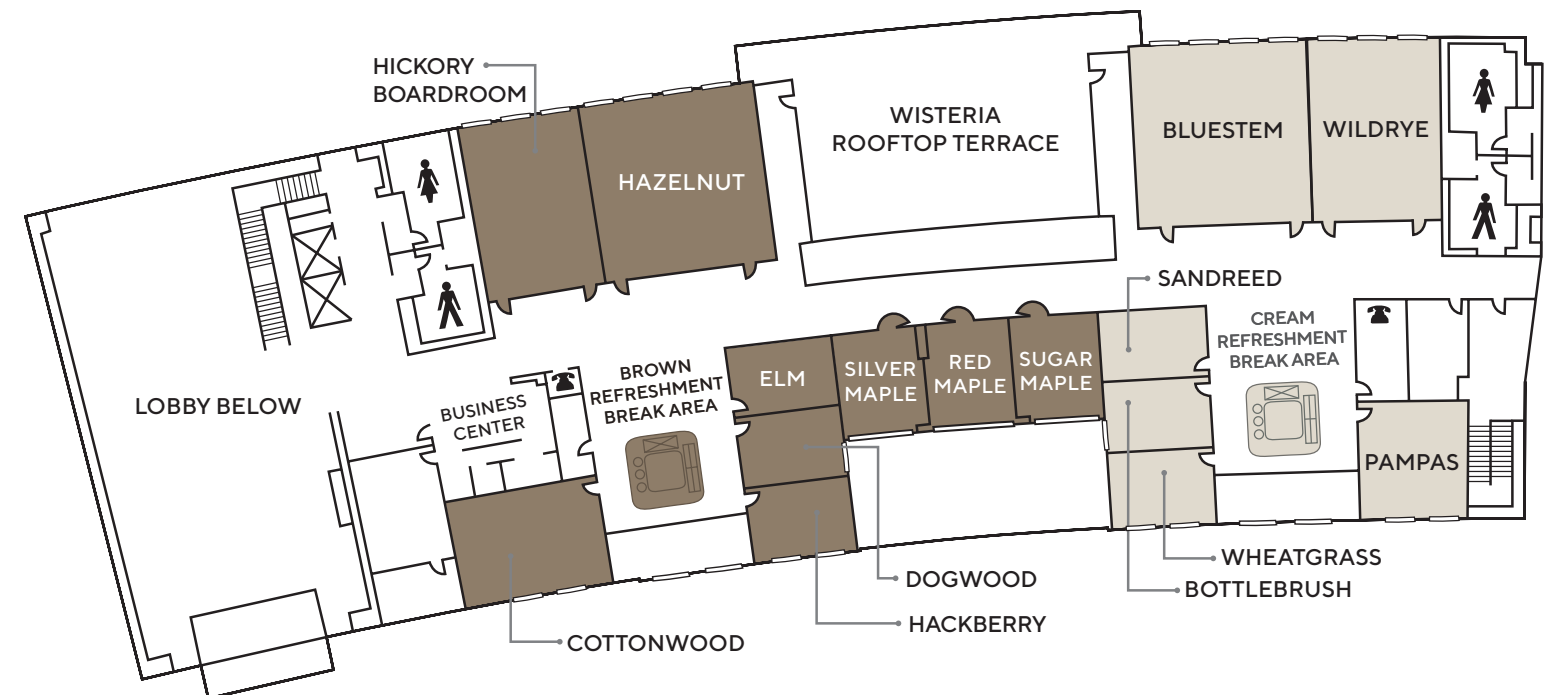 HICKORY
BOARDROOM
HAZELNUT
WISTERIA
ROOFTOP TERRACE
BLUESTEM
WILDRYE
SANDREED
CREAM
REFRESHMENT
BREAK AREA
LOBBY BELOW
BUSINESS
CENTER
BROWN
REFRESHMENT
BREAK AREA
ELM
SILVER
MAPLE
RED
MAPLE
SUGAR
MAPLE
PAMPAS
WHEATGRASS
BOTTLEBRUSH
DOGWOOD
HACKBERRY
COTTONWOOD